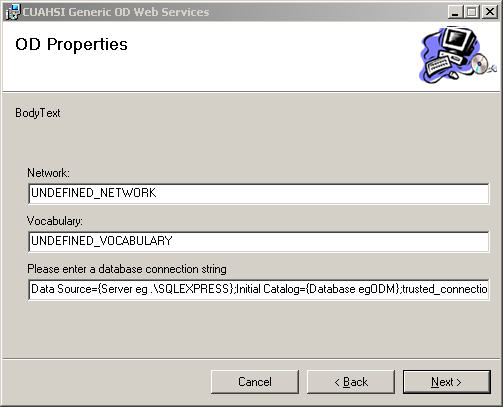 CUAHSI Generic OD Web Services
OD Properties
BodyText
Network:
UNDEFINED_NETWORK
Vocabulary:
UNDEFINED_VOCABULARY
Please enter a database connection string
Data Source={Server eg..\SQLEXPRESS};Initial Catalog={Database egODM};trusted_connectio
Cancel
< Back
Next >